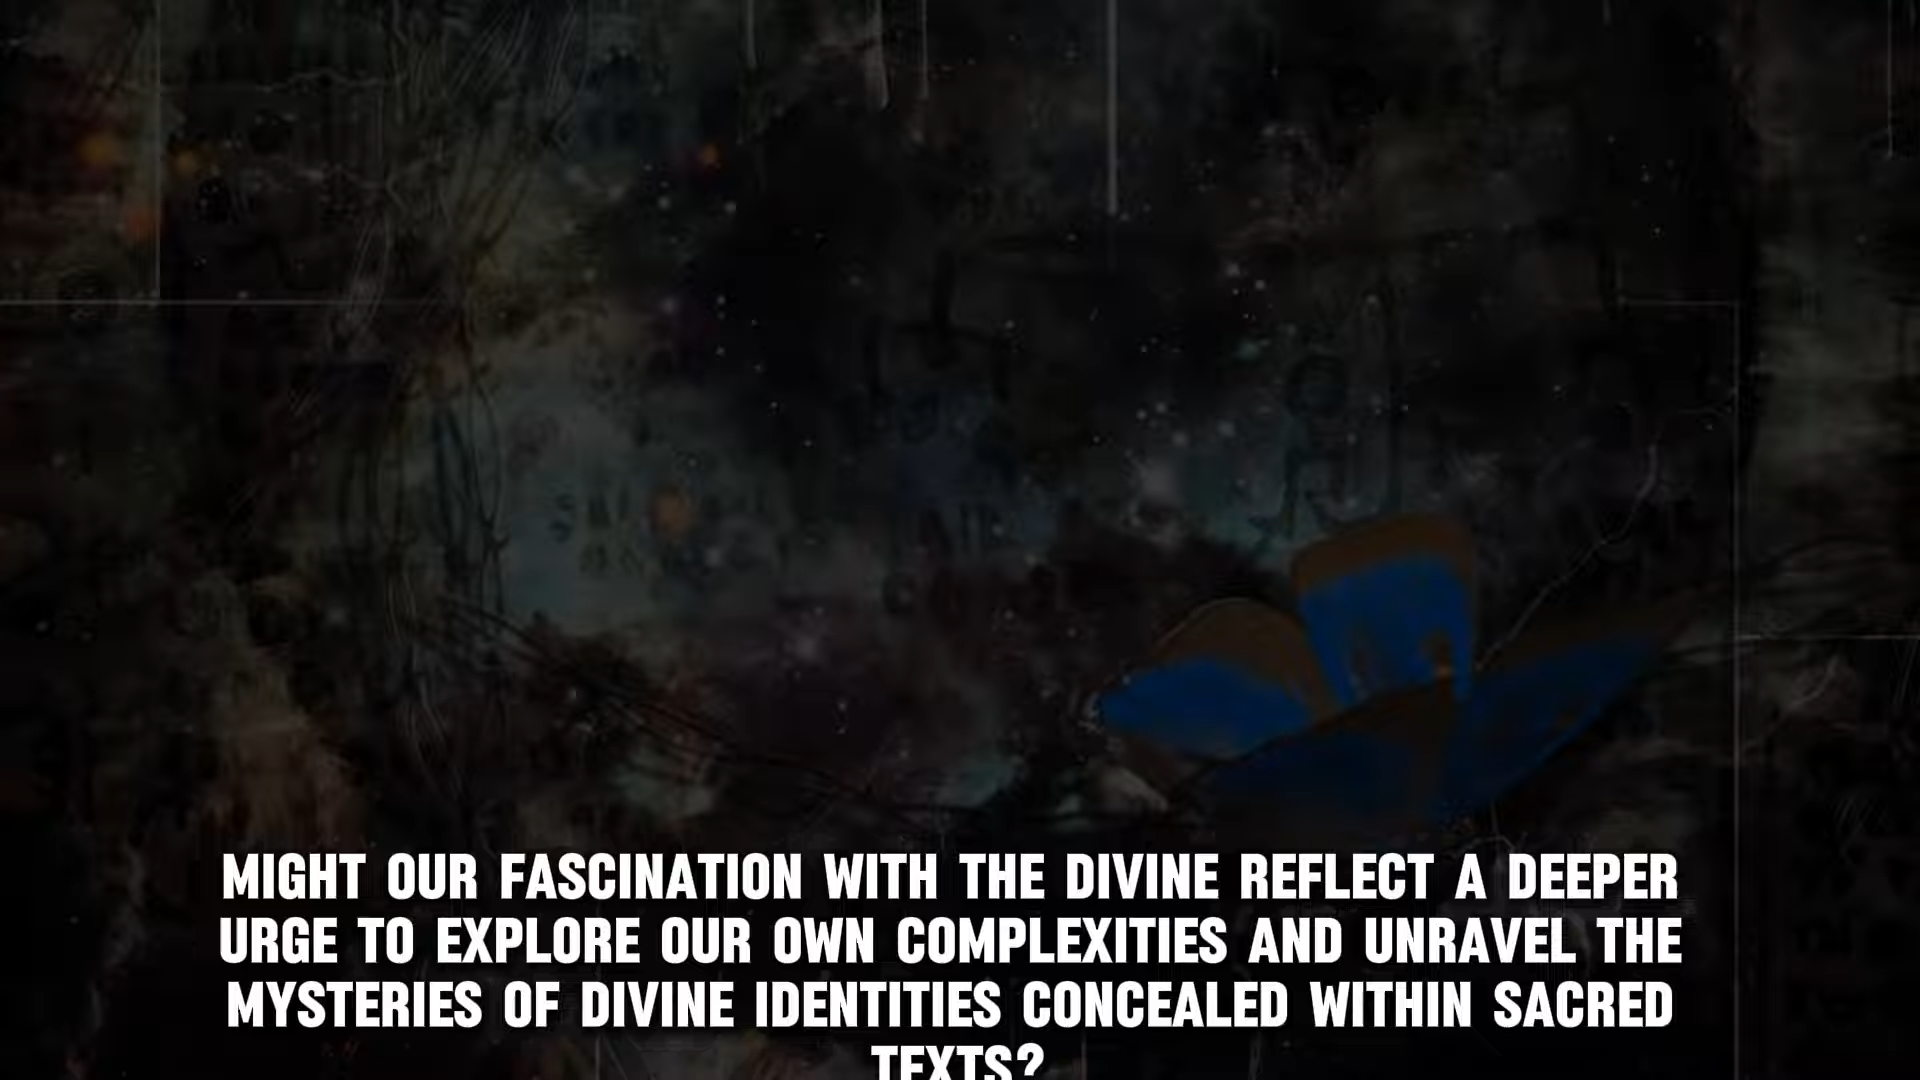 MIGHT OUR FASCINATION WITH THE DIVINE REFLECT A DEEPER
URGE TO EXPLORE OUR OWN COMPLEXITIES AND UNRAVEL THE
MYSTERIES OF DIVINE IDENTITIES CONCEALED WITHIN SACRED
TEXTS?